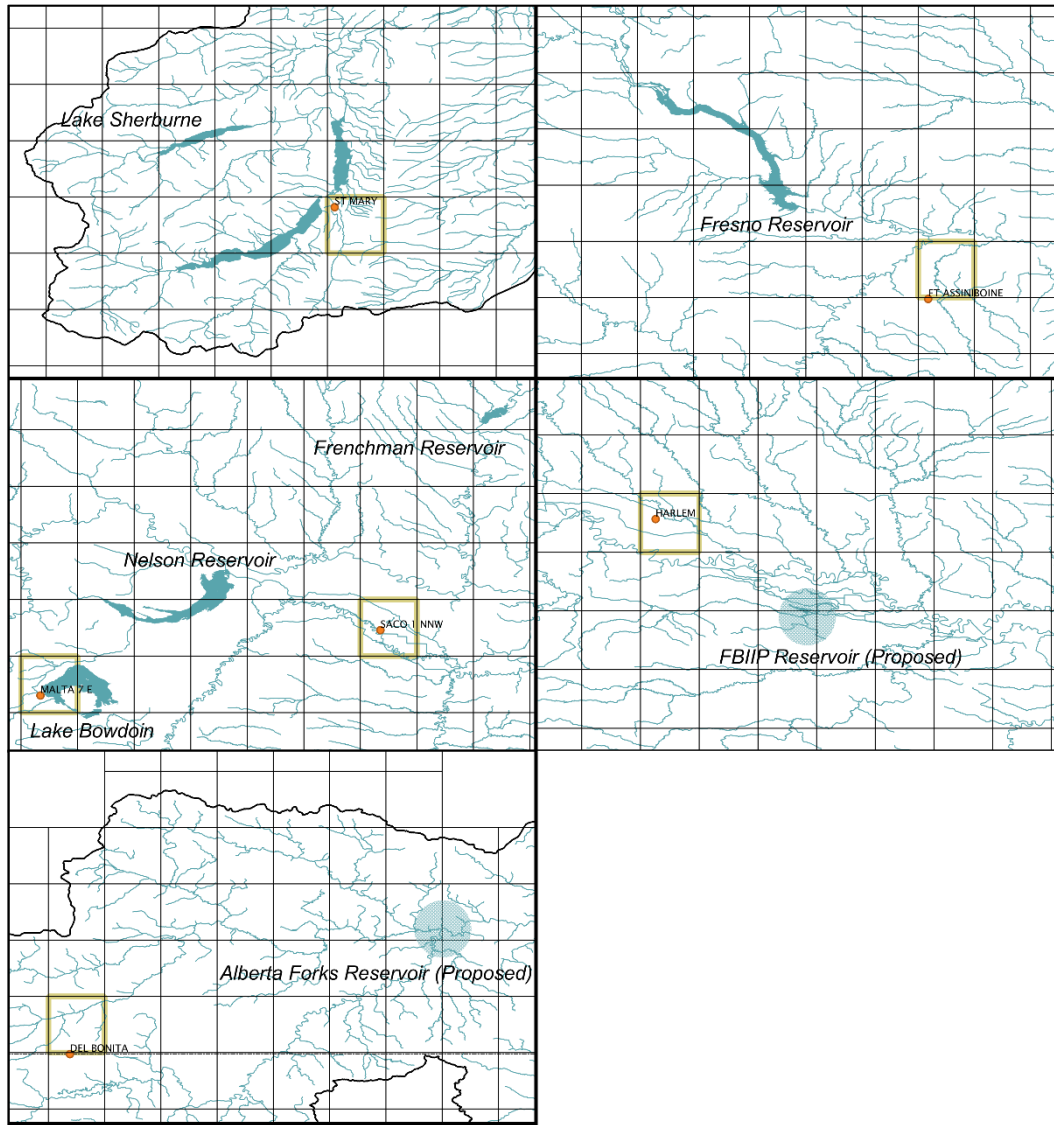 Lake Sherburne
ST MARY
Fresno Reservoir
FT ASSINIBOINE
Frenchman Reservoir
Nelson Reservoir
SACO 1 NNW
MALTA 7 E
Lake Bowdoin
HARLEM
FBIIP Reservoir (Proposed)
Alberta Forks Reservoir (Proposed)
DEL BONITA